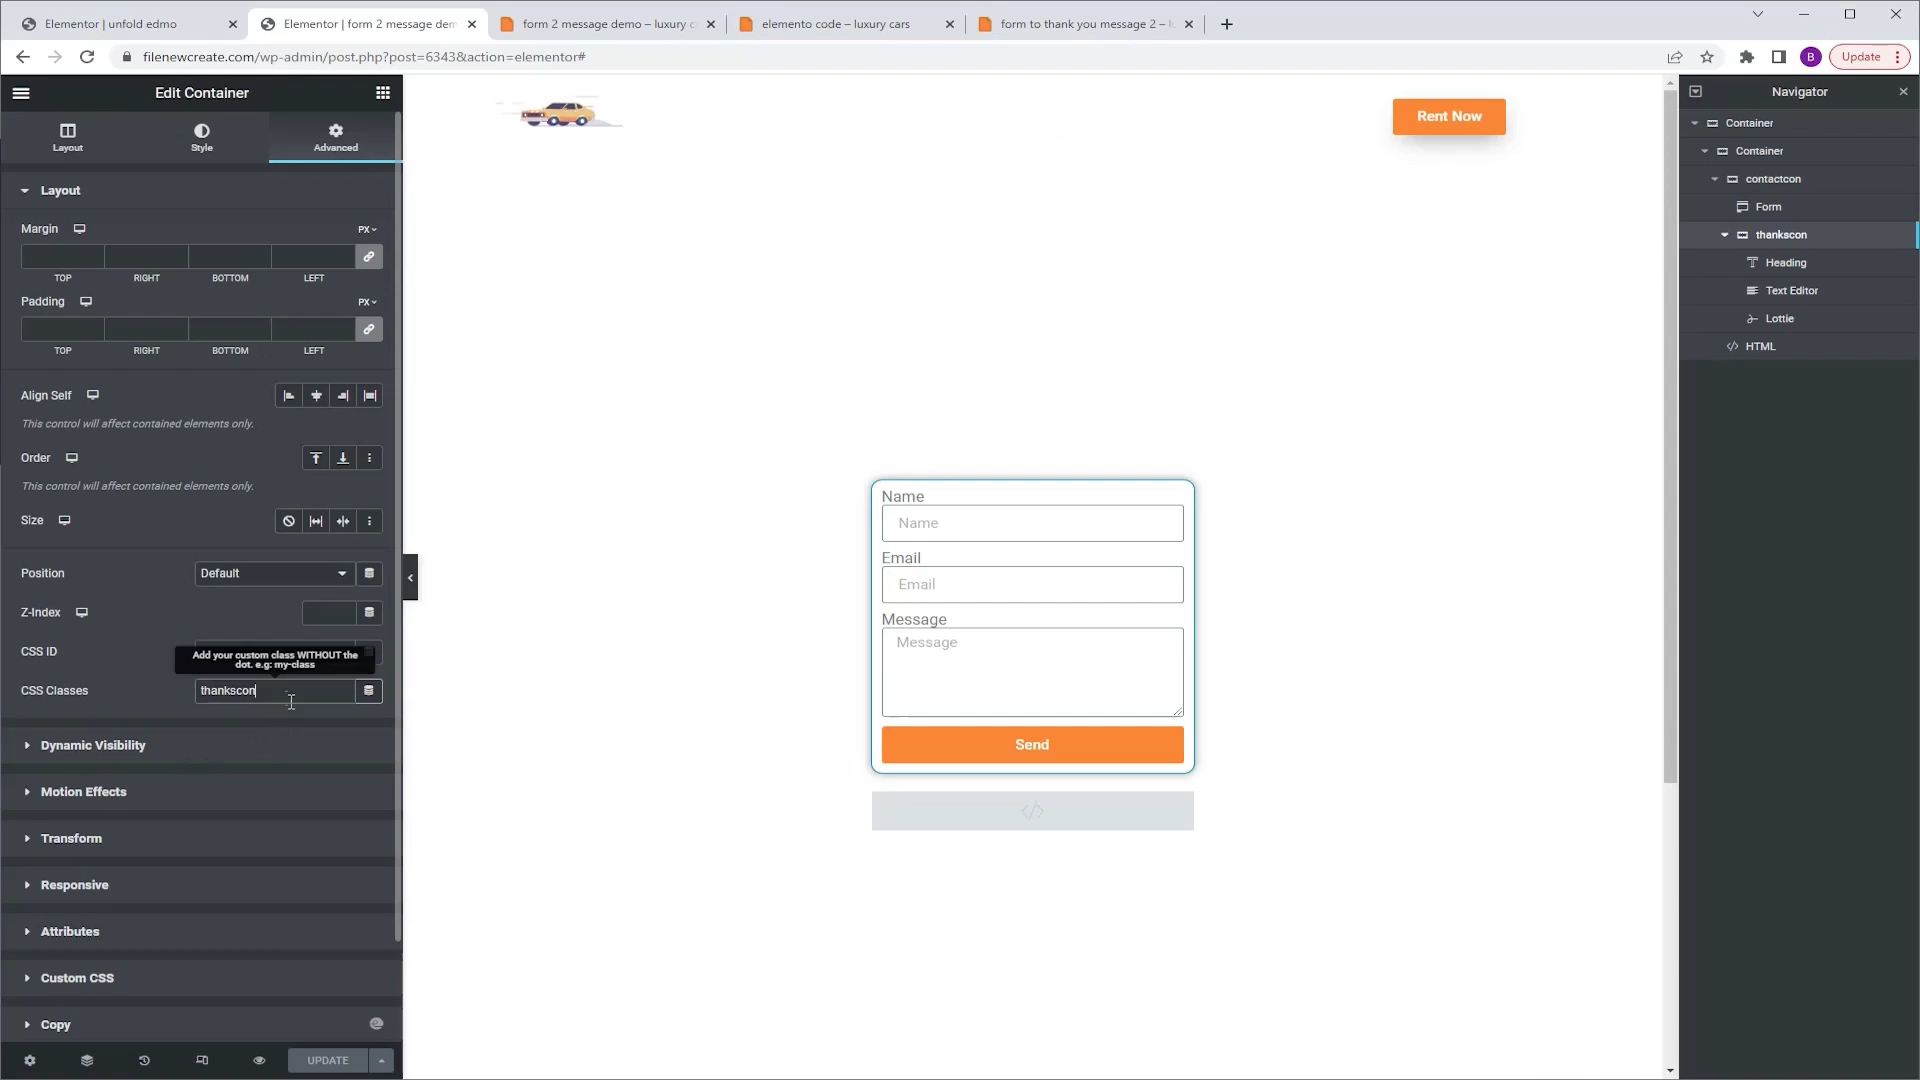 Elementor | unfold edmo
Elementor | form 2 message dem
form 2 message demo – luxury c
elemento code – luxury cars
form to thank you message 2 – l
filenewcreate.com/wp-admin/post.php?post=6343&action=elementor#
B
Update
Edit Container
Layout
Style
Advanced
Layout
Margin
PX
TOP
RIGHT
BOTTOM
LEFT
Padding
PX
TOP
RIGHT
BOTTOM
LEFT
Align Self
This control will affect contained elements only.
Order
This control will affect contained elements only.
Size
Position
Default
Z-Index
CSS ID
Add your custom class WITHOUT the
dot. e.g: my-class
CSS Classes
thankscon
Dynamic Visibility
Motion Effects
Transform
Responsive
Attributes
Custom CSS
Copy
UPDATE
Rent Now
Name
Name
Email
Email
Message
Message
Send
Navigator
Container
Container
contactcon
Form
thankscon
Heading
Text Editor
Lottie
HTML